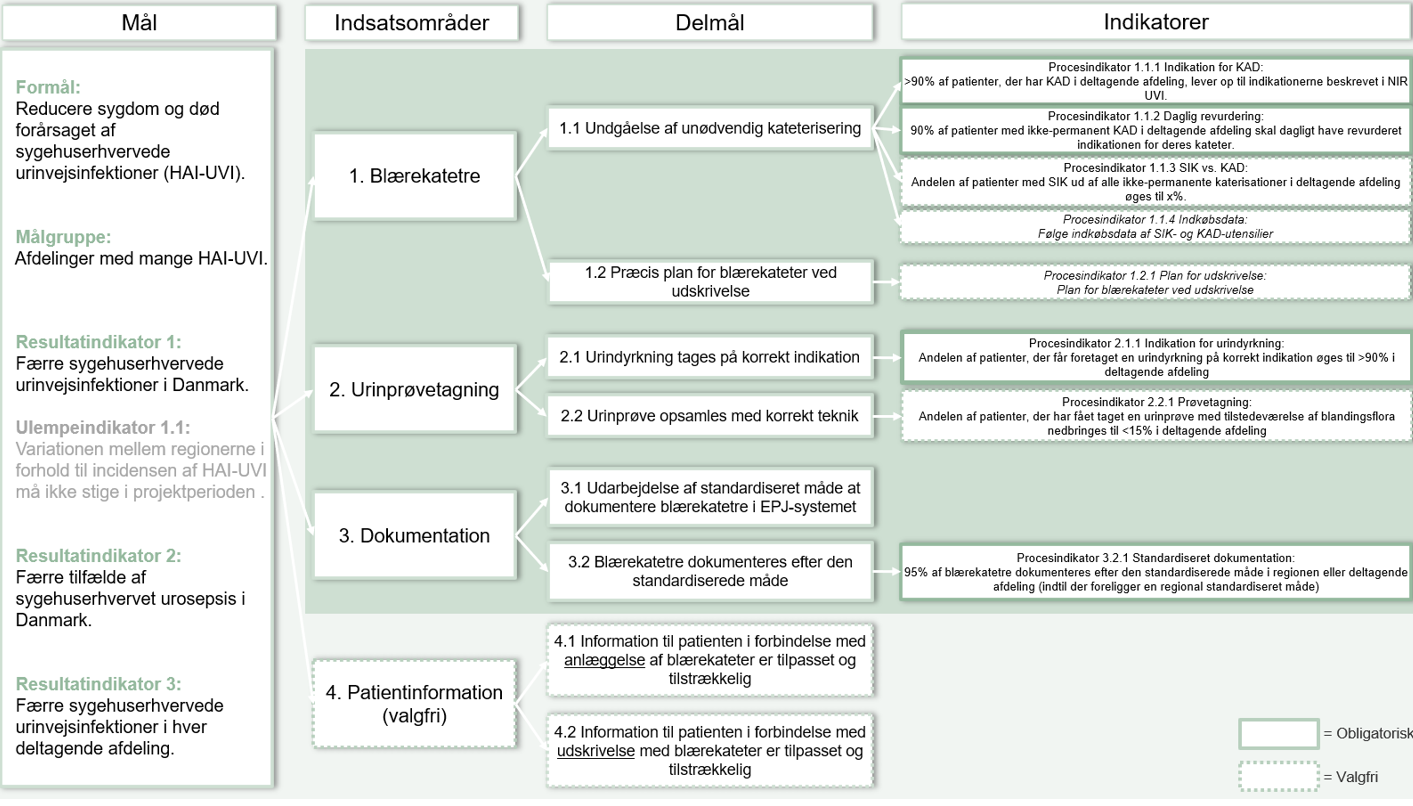 Mål
Indsatsområder
Delmål
Indikatorer
Formål:
Reducere sygdom og død
forårsaget af
sygehuserhvervede
urinvejsinfektioner (HAI-UVI).
Målgruppe:
Afdelinger med mange HAI-UVI.
Resultatindikator 1:
Færre sygehuserhvervede
urinvejsinfektioner i Danmark.
Ulempeindikator 1.1:
Variationen mellem regionerne i
forhold til incidensen af HAI-UVI
må ikke stige i projektperioden .
Resultatindikator 2:
Færre tilfælde af
sygehuserhvervet urosepsis i
Danmark.
Resultatindikator 3:
Færre sygehuserhvervede
urinvejsinfektioner i hver
deltagende afdeling.
1. Blærekatetre
1.1 Undgåelse af unødvendig kateterisering
Procesindikator 1.1.1 Indikation for KAD:
>90% af patienter, der har KAD i deltagende afdeling, lever op til indikationerne beskrevet i NIR
UVI.
Procesindikator 1.1.2 Daglig revurdering:
90% af patienter med ikke-permanent KAD i deltagende afdeling skal dagligt have revurderet
indikationen for deres kateter.
Procesindikator 1.1.3 SIK vs. KAD:
Andelen af patienter med SIK ud af alle ikke-permanente katerisationer i deltagende afdeling
øges til x%.
Procesindikator 1.1.4 Indkøbsdata:
Følge indkøbsdata af SIK- og KAD-utensilier
1.2 Præcis plan for blærekateter ved
udskrivelse
Procesindikator 1.2.1 Plan for udskrivelse:
Plan for blærekateter ved udskrivelse
2. Urinprøvetagning
2.1 Urindyrkning tages på korrekt indikation
Procesindikator 2.1.1 Indikation for urindyrkning:
Andelen af patienter, der får foretaget en urindyrkning på korrekt indikation øges til >90% i
deltagende afdeling
2.2 Urinprøve opsamles med korrekt teknik
Procesindikator 2.2.1 Prøvetagning:
Andelen af patienter, der har fået taget en urinprøve med tilstedeværelse af blandingsflora
nedbringes til <15% i deltagende afdeling
3. Dokumentation
3.1 Udarbejdelse af standardiseret måde at
dokumentere blærekatetre i EPJ-systemet
3.2 Blærekatetre dokumenteres efter den
standardiserede måde
Procesindikator 3.2.1 Standardiseret dokumentation:
95% af blærekatetre dokumenteres efter den standardiserede måde i regionen eller deltagende
afdeling (indtil der foreligger en regional standardiseret måde)
4. Patientinformation
(valgfri)
4.1 Information til patienten i forbindelse med
anlæggelse af blærekateter er tilpasset og
tilstrækkelig
4.2 Information til patienten i forbindelse med
udskrivelse med blærekateter er tilpasset og
tilstrækkelig
= Obligatorisk
= Valgfri